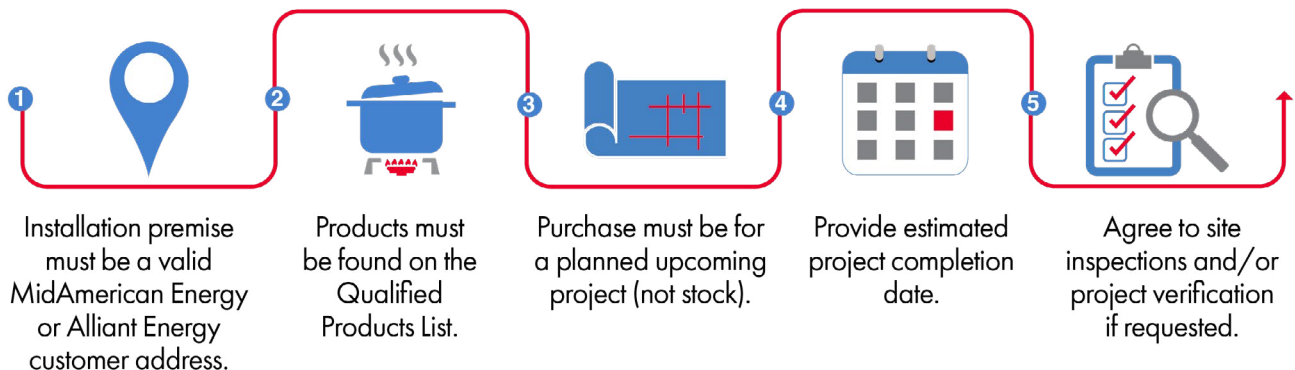 1
Installation premise
must be a valid
MidAmerican Energy
or Alliant Energy
customer address.
2
Products must
be found on the
Qualified
Products List.
3
Purchase must be for
a planned upcoming
project (not stock).
4
Provide estimated
project completion
date.
5
Agree to site
inspections and/or
project verification
if requested.